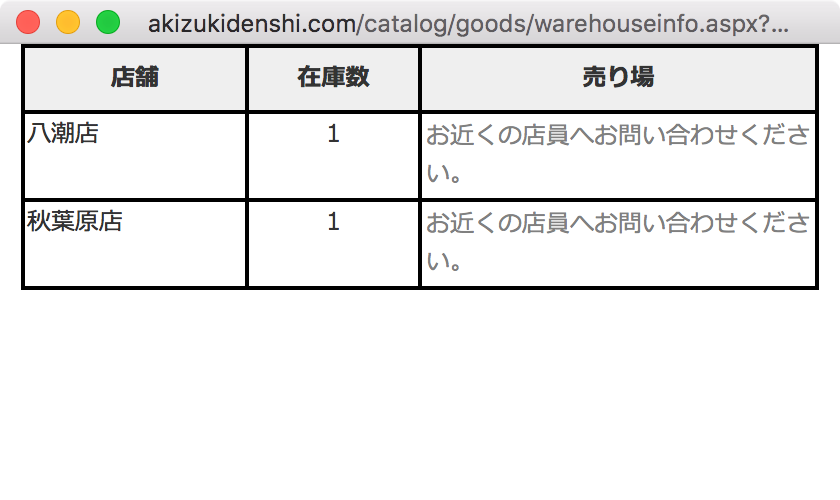 akizukidenshi.com/catalog/goods/warehouseinfo.aspx?...
店舗 在庫数 売り場
八潮店 1 お近くの店員へお問い合わせくださ
い。
秋葉原店 1 お近くの店員へお問い合わせくださ
い。